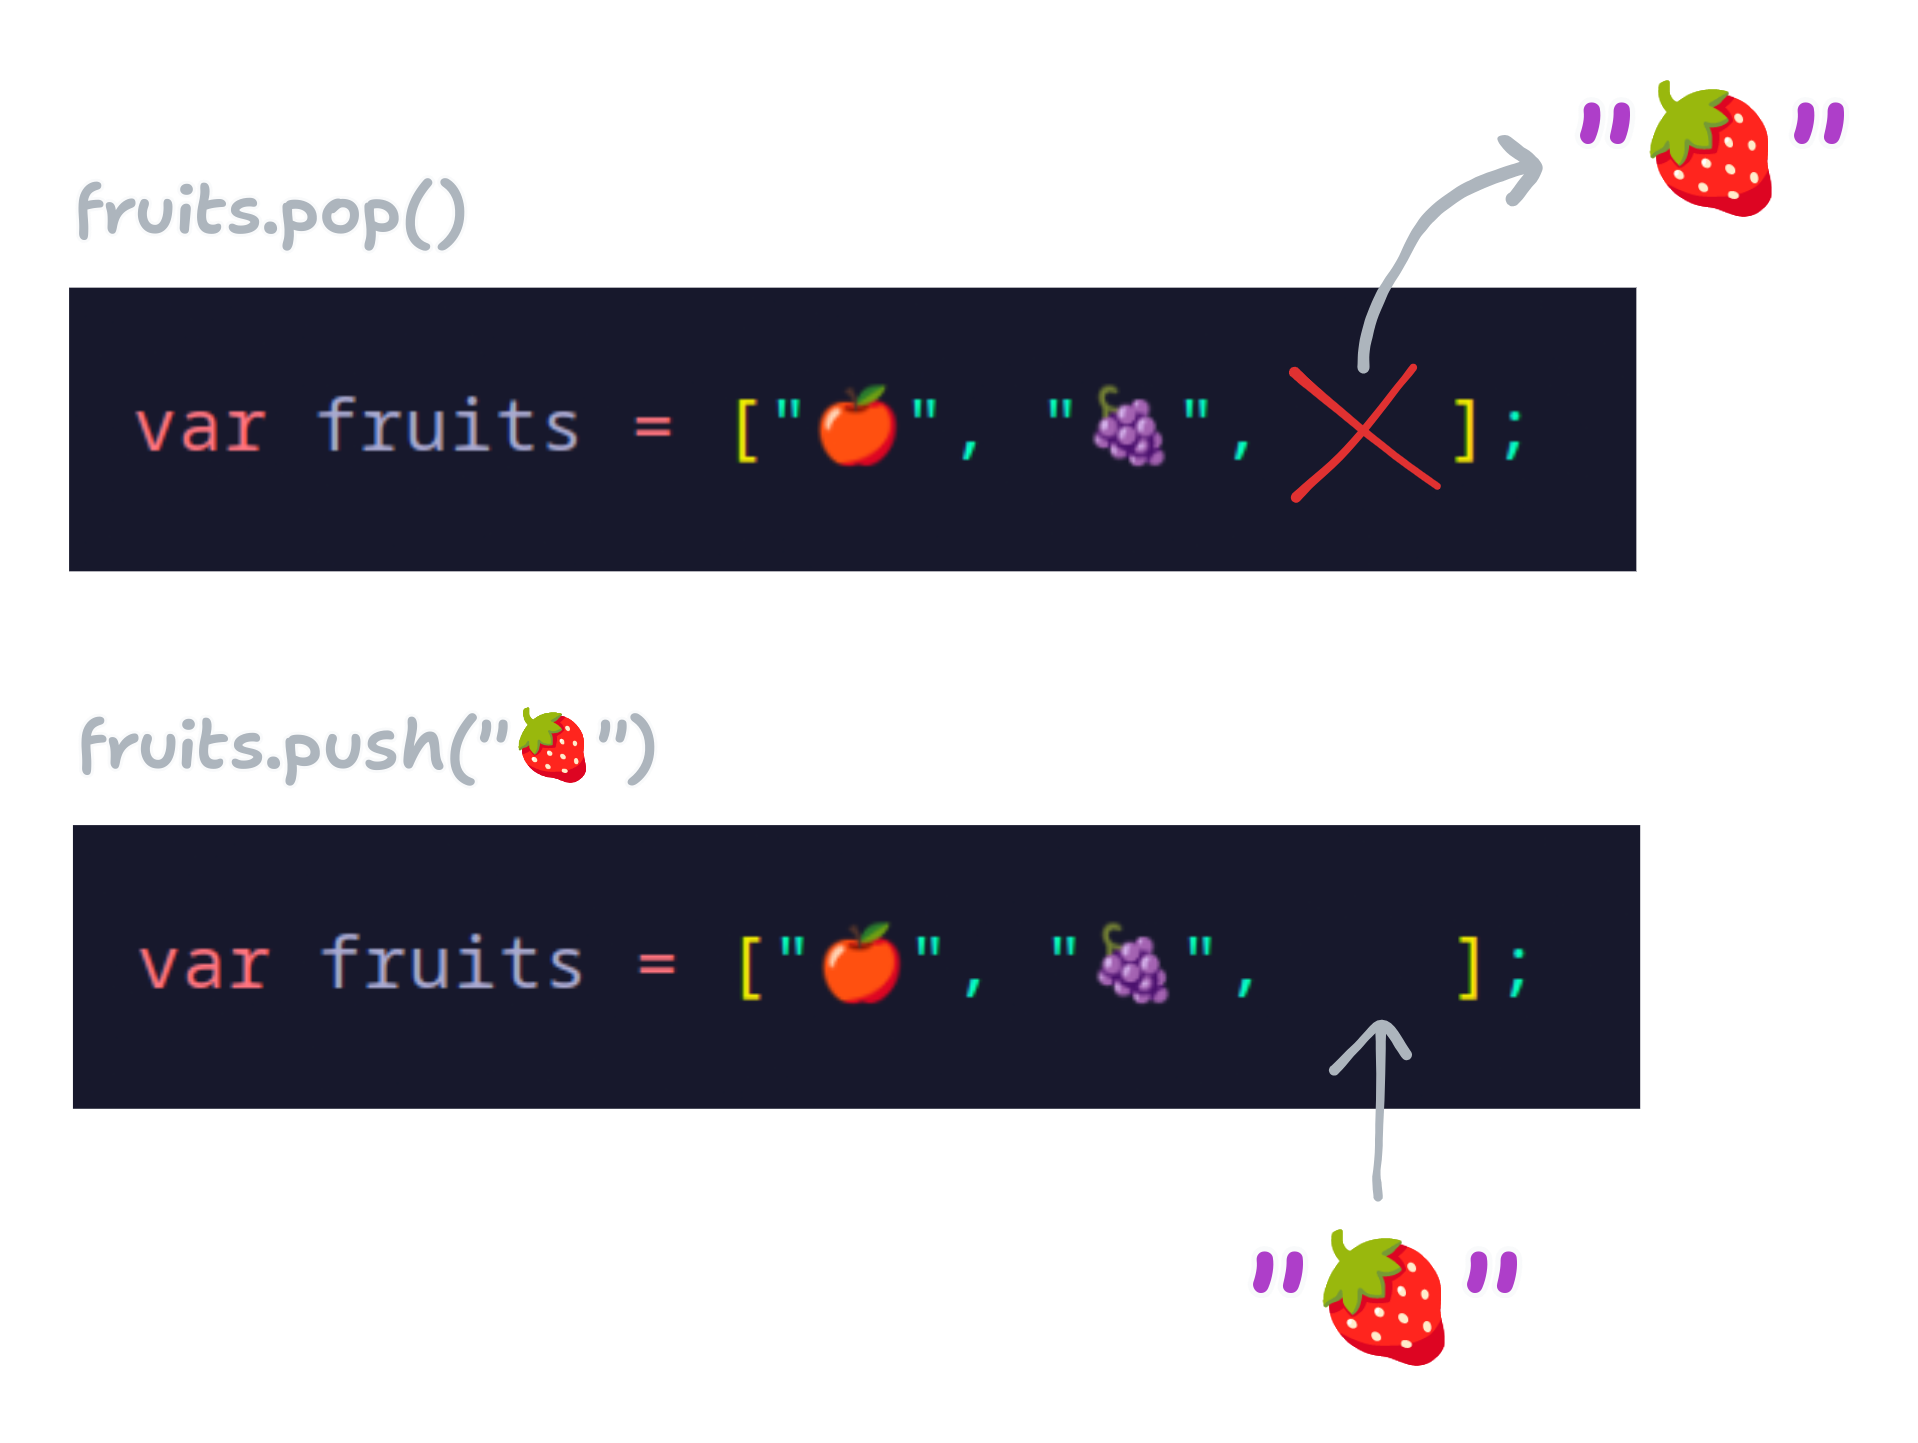 "🍓"
fruits.pop()
var fruits = ["🍎", "🍇", ];
fruits.push("🍓")
var fruits = ["🍎", "🍇", ];
"🍓"